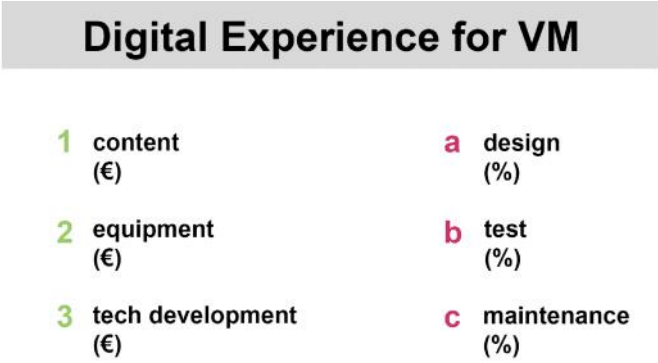 Digital Experience for VM
1 content
(€)
2 equipment
(€)
3 tech development
(€)
a design
(%)
b test
(%)
c maintenance
(%)